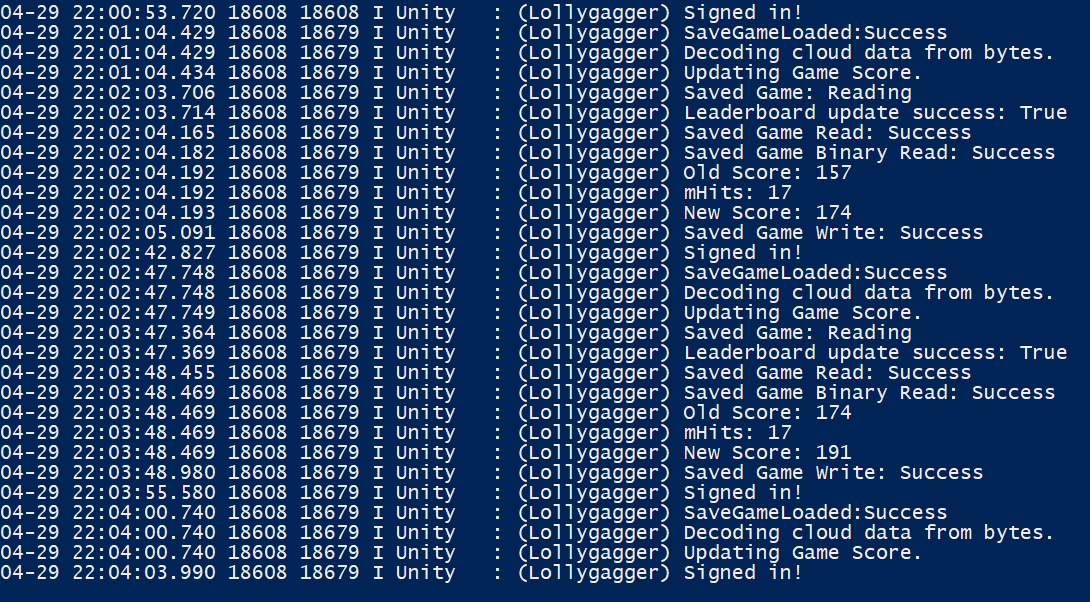 04-29 22:00:53.720 18608 18608 I Unity   : (Lollygagger) Signed in!
04-29 22:01:04.429 18608 18679 I Unity   : (Lollygagger) SaveGameLoaded:Success
04-29 22:01:04.429 18608 18679 I Unity   : (Lollygagger) Decoding cloud data from bytes.
04-29 22:01:04.434 18608 18679 I Unity   : (Lollygagger) Updating Game Score.
04-29 22:02:03.706 18608 18679 I Unity   : (Lollygagger) Saved Game: Reading
04-29 22:02:03.714 18608 18679 I Unity   : (Lollygagger) Leaderboard update success: True
04-29 22:02:04.165 18608 18679 I Unity   : (Lollygagger) Saved Game Read: Success
04-29 22:02:04.182 18608 18679 I Unity   : (Lollygagger) Saved Game Binary Read: Success
04-29 22:02:04.192 18608 18679 I Unity   : (Lollygagger) Old Score: 157
04-29 22:02:04.192 18608 18679 I Unity   : (Lollygagger) mHits: 17
04-29 22:02:04.193 18608 18679 I Unity   : (Lollygagger) New Score: 174
04-29 22:02:05.091 18608 18679 I Unity   : (Lollygagger) Saved Game Write: Success
04-29 22:02:42.827 18608 18679 I Unity   : (Lollygagger) Signed in!
04-29 22:02:47.748 18608 18679 I Unity   : (Lollygagger) SaveGameLoaded:Success
04-29 22:02:47.748 18608 18679 I Unity   : (Lollygagger) Decoding cloud data from bytes.
04-29 22:02:47.749 18608 18679 I Unity   : (Lollygagger) Updating Game Score.
04-29 22:03:47.364 18608 18679 I Unity   : (Lollygagger) Saved Game: Reading
04-29 22:03:47.369 18608 18679 I Unity   : (Lollygagger) Leaderboard update success: True
04-29 22:03:48.455 18608 18679 I Unity   : (Lollygagger) Saved Game Read: Success
04-29 22:03:48.469 18608 18679 I Unity   : (Lollygagger) Saved Game Binary Read: Success
04-29 22:03:48.469 18608 18679 I Unity   : (Lollygagger) Old Score: 174
04-29 22:03:48.469 18608 18679 I Unity   : (Lollygagger) mHits: 17
04-29 22:03:48.469 18608 18679 I Unity   : (Lollygagger) New Score: 191
04-29 22:03:48.980 18608 18679 I Unity   : (Lollygagger) Saved Game Write: Success
04-29 22:03:55.580 18608 18679 I Unity   : (Lollygagger) Signed in!
04-29 22:04:00.740 18608 18679 I Unity   : (Lollygagger) SaveGameLoaded:Success
04-29 22:04:00.740 18608 18679 I Unity   : (Lollygagger) Decoding cloud data from bytes.
04-29 22:04:00.740 18608 18679 I Unity   : (Lollygagger) Updating Game Score.
04-29 22:04:03.990 18608 18679 I Unity   : (Lollygagger) Signed in!